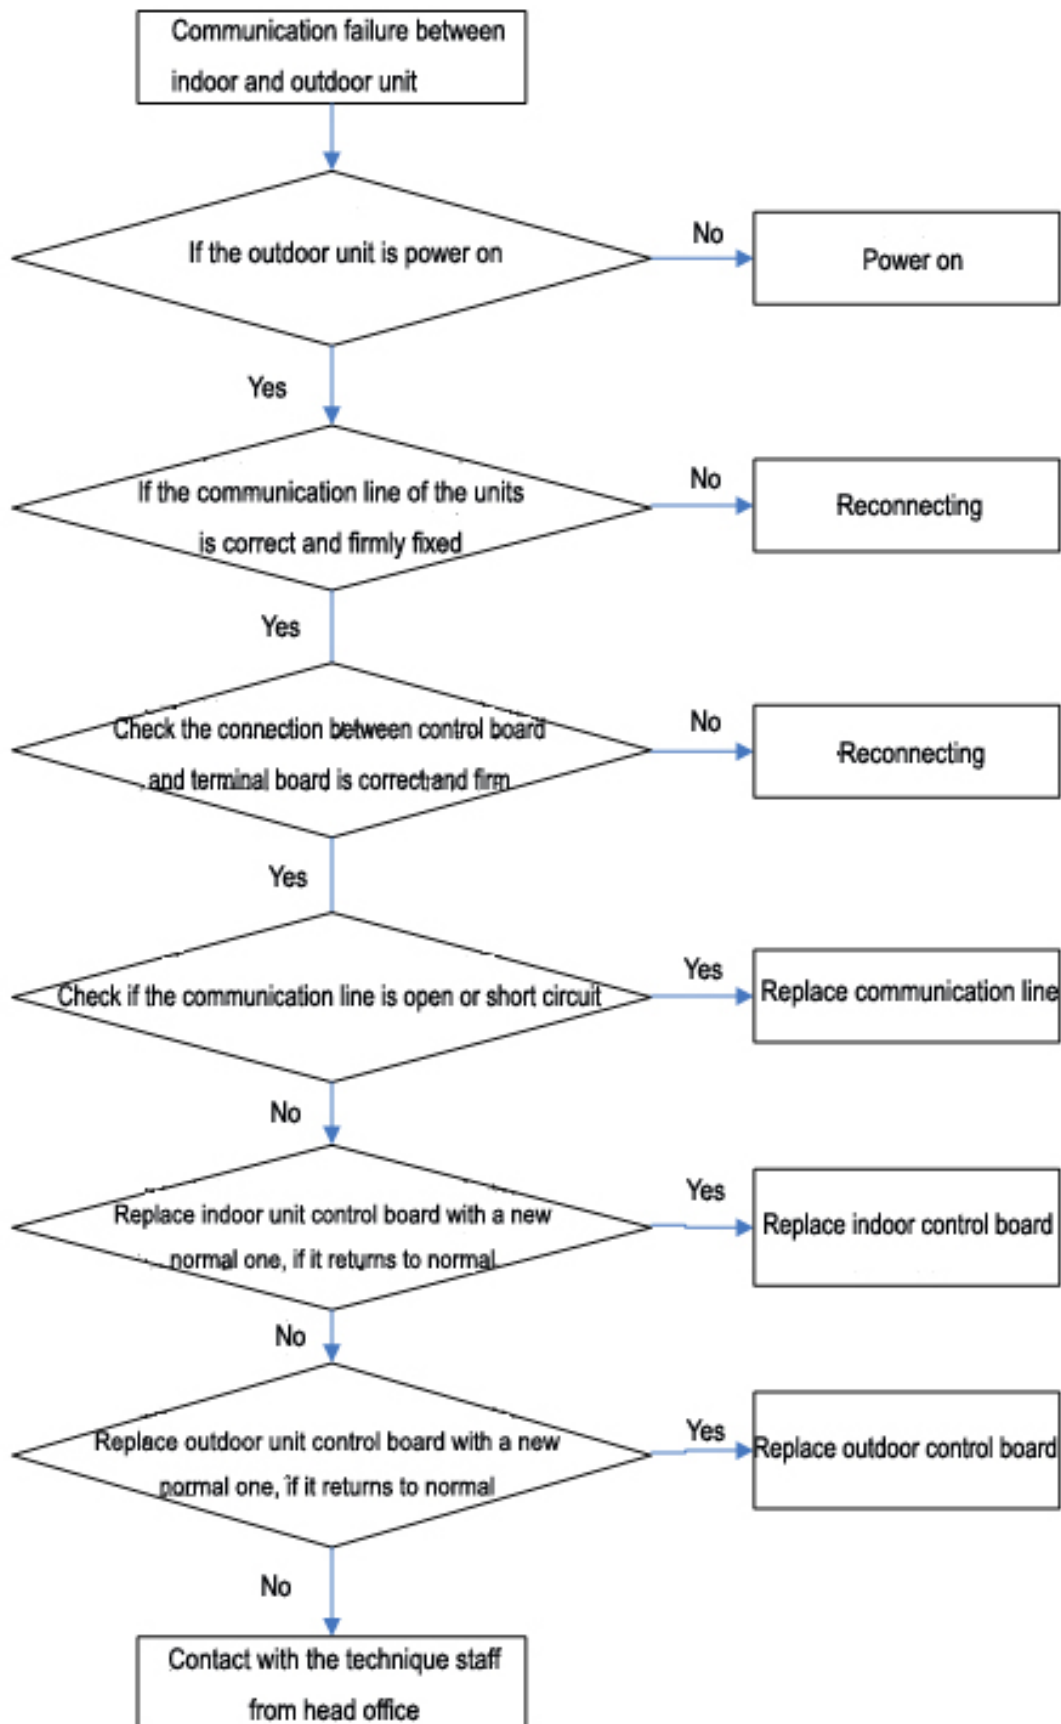 Communication failure between
indoor and outdoor unit
If the outdoor unit is power on
No
Power on
Yes
If the communication line of the units
is correct and firmly fixed
No
Reconnecting
Yes
Check the connection between control board
and terminal board is correct and firm
No
Reconnecting
Yes
Check if the communication line is open or short circuit
Yes
Replace communication line
No
Replace indoor unit control board with a new
normal one, if it returns to normal
Yes
Replace indoor control board
No
Replace outdoor unit control board with a new
normal one, if it returns to normal
Yes
Replace outdoor control board
No
Contact with the technique staff
from head office